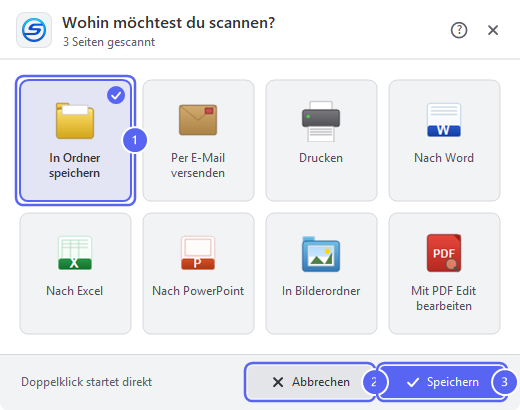 Wohin möchtest du scannen?
3 Seiten gescannt
In Ordner
speichern
1
Per E-Mail
versenden
Drucken
W
Nach Word
X
Nach Excel
P
Nach PowerPoint
In Bilderordner
PDF
Mit PDF Edit
bearbeiten
Doppelklick startet direkt
Abbrechen
2
Speichern
3